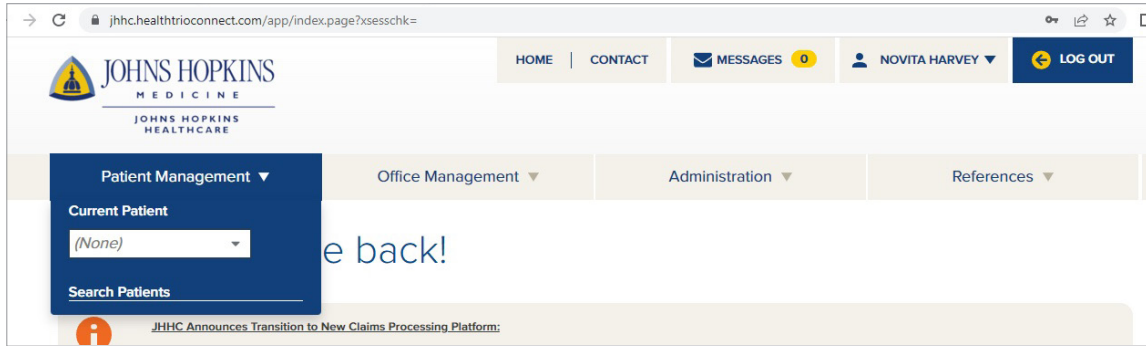 jhhc.healthtrioconnect.com/app/index.page?xsesschk=
JOHNS HOPKINS
MEDICINE
JOHNS HOPKINS
HEALTHCARE
HOME | CONTACT MESSAGES 0 NOVITA HARVEY ▼ LOG OUT
Patient Management ▼ Office Management ▼ Administration ▼ References ▼
Current Patient
(None)
e back!
Search Patients
JHHC Announces Transition to New Claims Processing Platform: